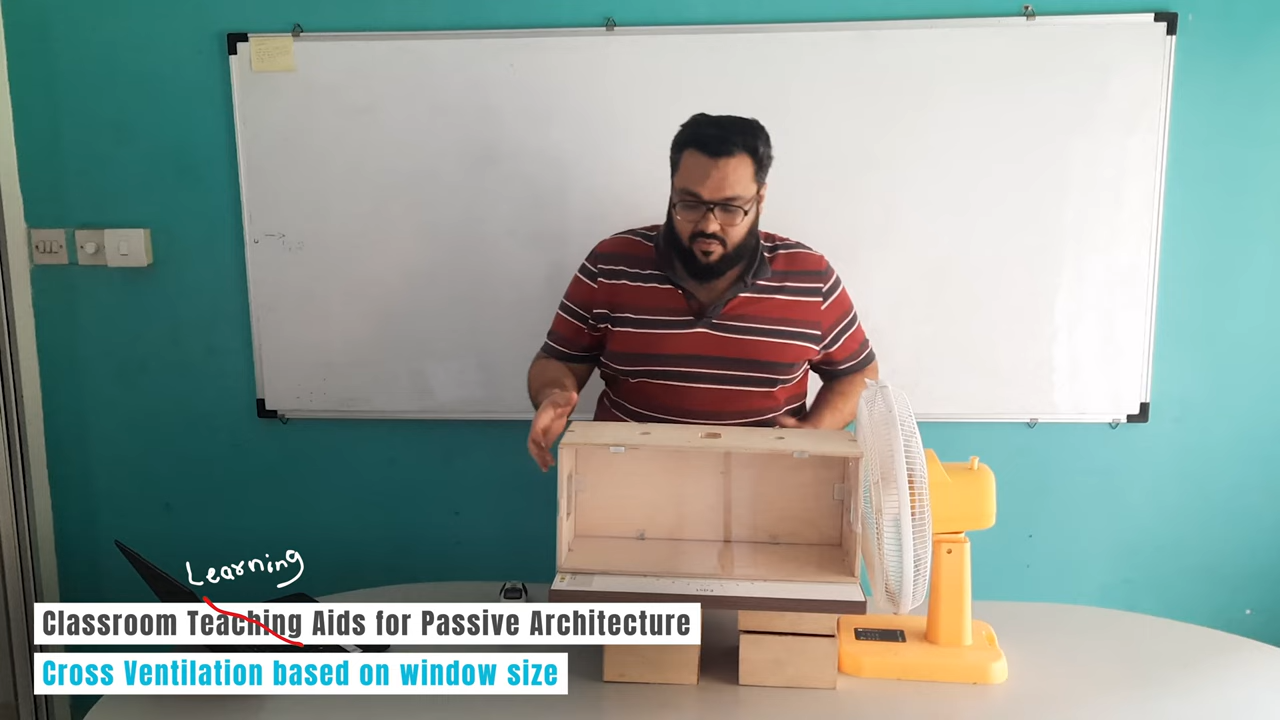 Learning
Classroom Teaching Aids for Passive Architecture
Cross Ventilation based on window size